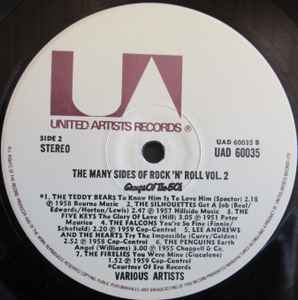 UA
UNITED ARTISTS RECORDS ®
SIDE 2
STEREO
UAD 60035 B
UAD 60035
THE MANY SIDES OF ROCK 'N' ROLL VOL. 2
Groups Of The 50's
*1. THE TEDDY BEARS To Know Him Is To Love Him (Spector) 2.18
℗ 1958 Bourne Music 2. THE SILHOUETTES Get A Job (Beal/
Edwards/Horton/Lewis) 2.47 ℗ 1957 Hillside Music 3. THE
FIVE KEYS The Glory Of Love (Hill) 3.05 ℗ 1951 Peter
Maurice 4. THE FALCONS You're So Fine (Finnie/
Schofield) 2.50 ℗ 1959 Cop-Control 5. LEE ANDREWS
AND THE HEARTS Try The Impossible (Curry/Golden)
2.53 ℗ 1958 Cop-Control 6. THE PENGUINS Earth
Angel (Williams) 3.00 ℗ 1955 Chappell & Co
7. THE FIREFLIES You Were Mine (Giacalone)
1.52 ℗ 1959 Cop-Control
*Courtesy Of Era Records
VARIOUS ARTISTS